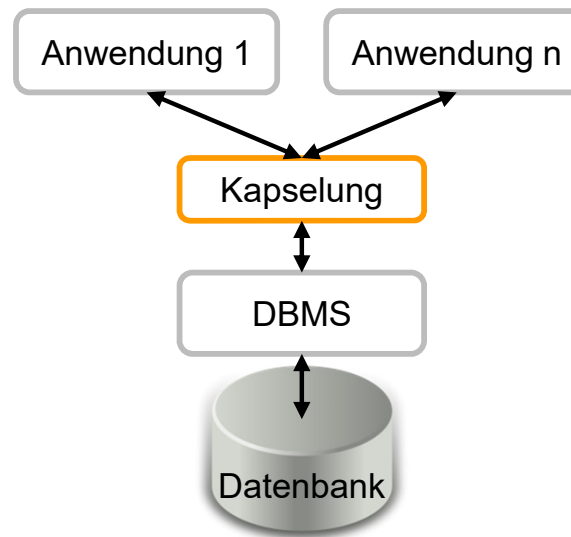 Anwendung 1
Anwendung n
Kapselung
DBMS
Datenbank